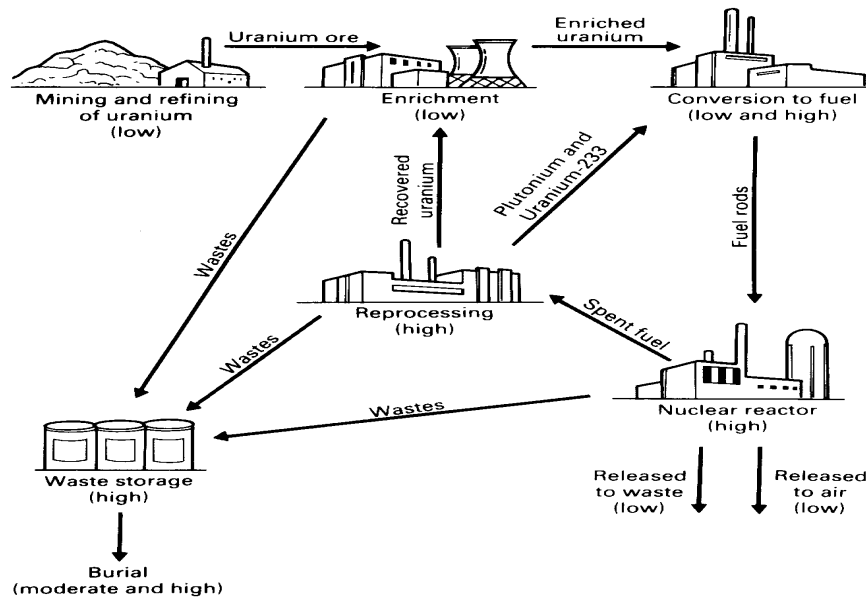 Uranium ore
Enriched
uranium
Mining and refining
of uranium
(low)
Enrichment
(low)
Conversion to fuel
(low and high)
Wastes
Recovered
uranium
Plutonium and
Uranium-233
Fuel rods
Reprocessing
(high)
Spent fuel
Wastes
Wastes
Nuclear reactor
(high)
Waste storage
(high)
Released
to waste
(low)
Released
to air
(low)
Burial
(moderate and high)